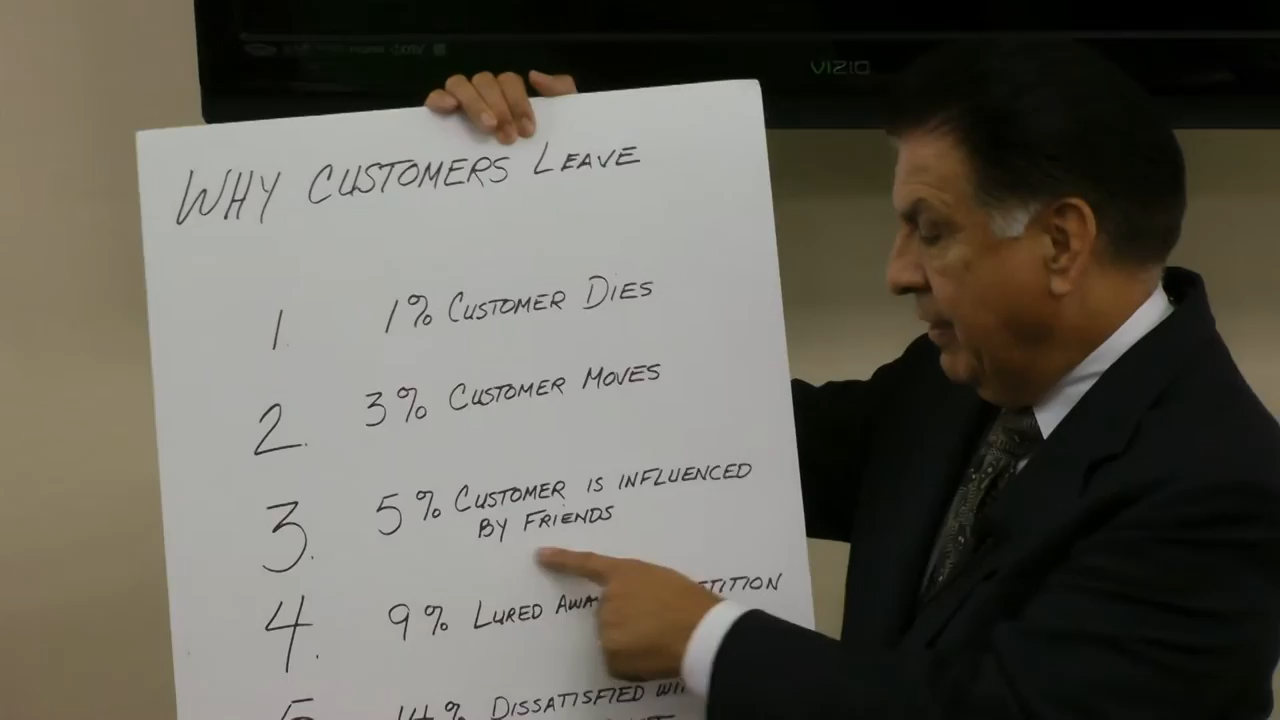 VIZIO
WHY CUSTOMERS LEAVE
1. 1% CUSTOMER DIES
2. 3% CUSTOMER MOVES
3. 5% CUSTOMER IS INFLUENCED
BY FRIENDS
4. 9% LURED
5 14% DISSATISFIED